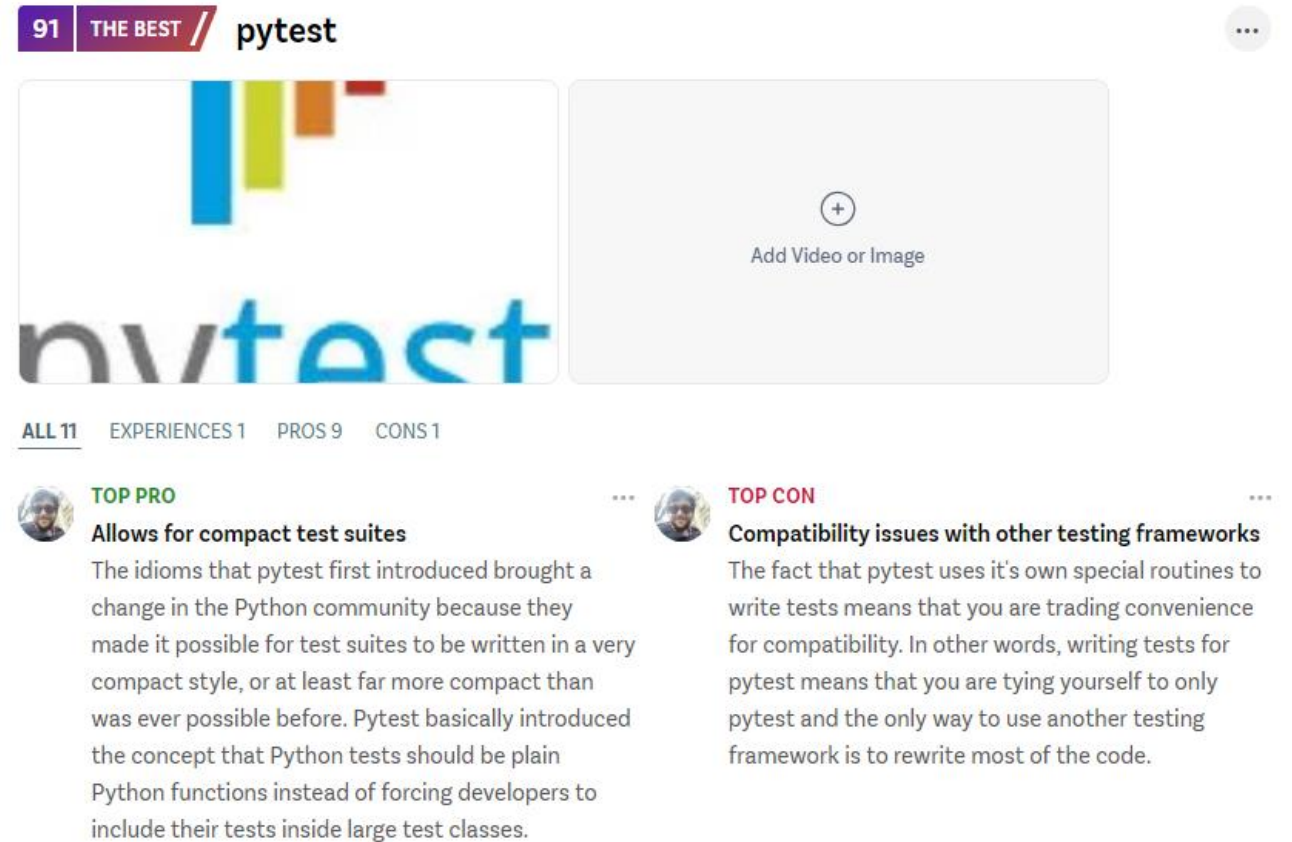 91 THE BEST // pytest
pytest
Add Video or Image
ALL 11 EXPERIENCES 1 PROS 9 CONS 1
TOP PRO
Allows for compact test suites
The idioms that pytest first introduced brought a
change in the Python community because they
made it possible for test suites to be written in a very
compact style, or at least far more compact than
was ever possible before. Pytest basically introduced
the concept that Python tests should be plain
Python functions instead of forcing developers to
include their tests inside large test classes.
TOP CON
Compatibility issues with other testing frameworks
The fact that pytest uses it's own special routines to
write tests means that you are trading convenience
for compatibility. In other words, writing tests for
pytest means that you are tying yourself to only
pytest and the only way to use another testing
framework is to rewrite most of the code.